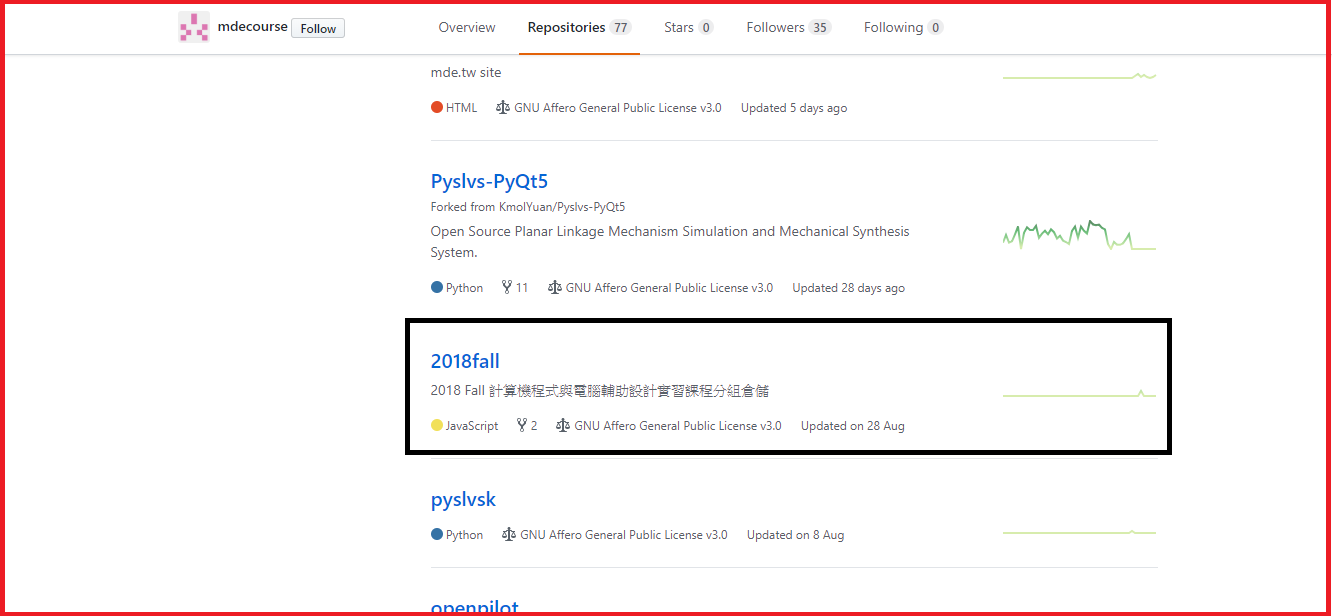 mdecourse Follow Overview Repositories 77 Stars 0 Followers 35 Following 0
mde.tw site
HTML GNU Affero General Public License v3.0 Updated 5 days ago
Pyslvs-PyQt5
Forked from KmolYuan/Pyslvs-PyQt5
Open Source Planar Linkage Mechanism Simulation and Mechanical Synthesis
System.
Python 11 GNU Affero General Public License v3.0 Updated 28 days ago
2018fall
2018 Fall 計算機程式與電腦輔助設計實習課程分組倉儲
JavaScript 2 GNU Affero General Public License v3.0 Updated on 28 Aug
pyslvsk
Python GNU Affero General Public License v3.0 Updated on 8 Aug
openpilot